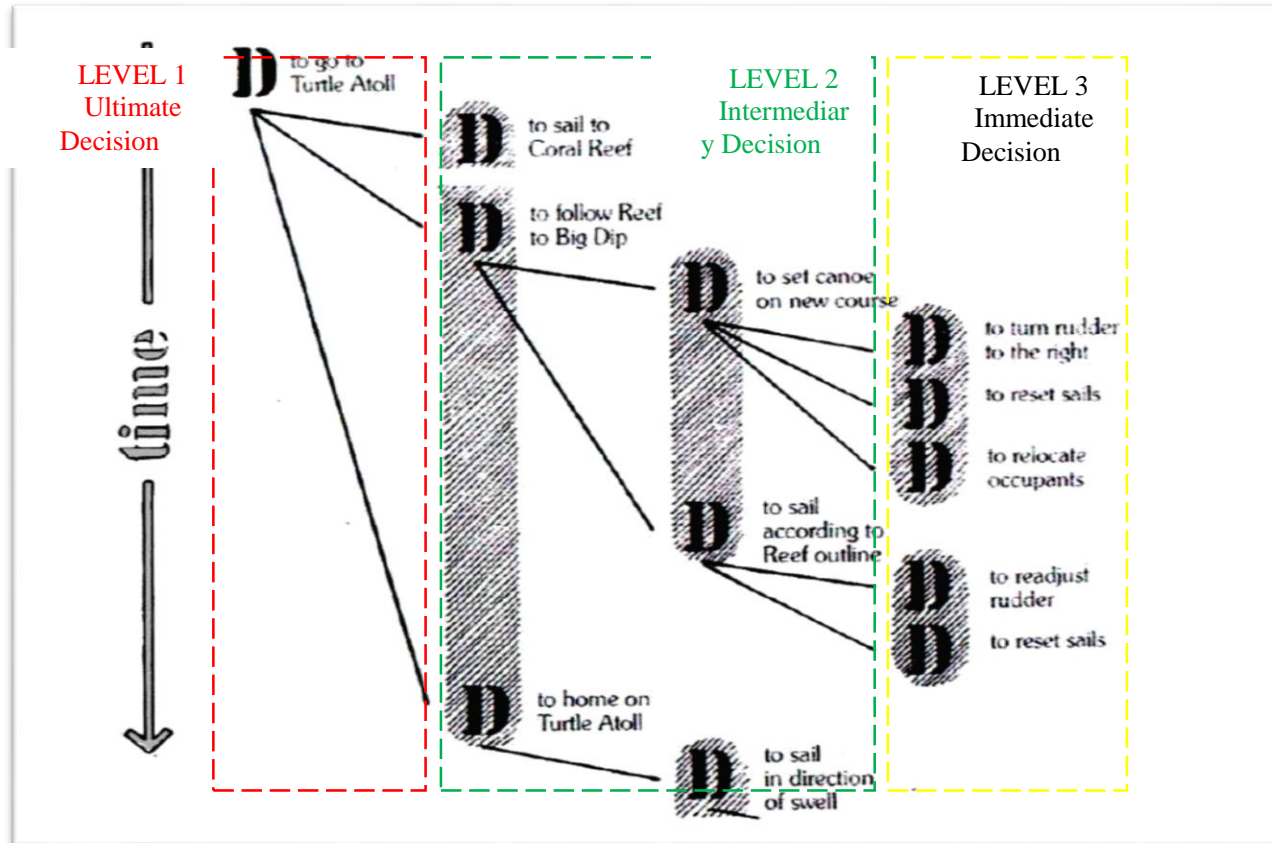 LEVEL 1
Ultimate
Decision
D to go to
Turtle Atoll
LEVEL 2
Intermediar
y Decision
LEVEL 3
Immediate
Decision
D to sail to
Coral Reef
D to follow Reef
to Big Dip
D to set canoe
on new course
D to turn rudder
to the right
D to reset sails
D to relocate
occupants
D to sail
according to
Reef outline
D to readjust
rudder
D to reset sails
D to home on
Turtle Atoll
D to sail
in direction
of swell
time